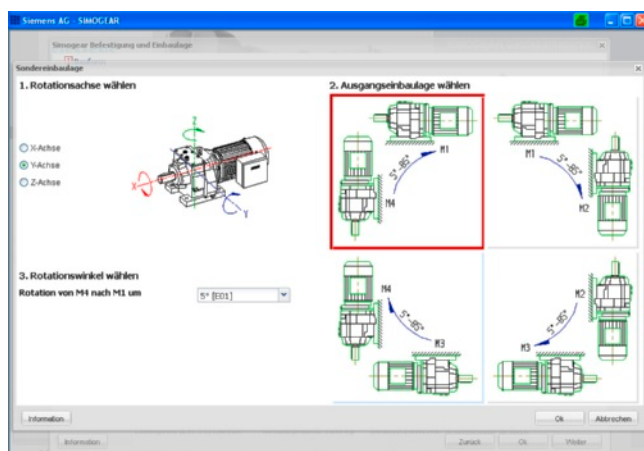 Siemens AG - SIMOGEAR
Simogear Befestigung und Einbaulage
Sondereinbaulage
1. Rotationsachse wählen
X-Achse
Y-Achse
Z-Achse
Z
X
Y
3. Rotationswinkel wählen
Rotation von M4 nach M1 um
5° [E01]
2. Ausgangseinbaulage wählen
M1
5°-85°
M4
M1
5°-85°
M2
M4
5°-85°
M3
M2
5°-85°
M3
Information
Ok
Abbrechen
Information
Zurück
Ok
Weiter